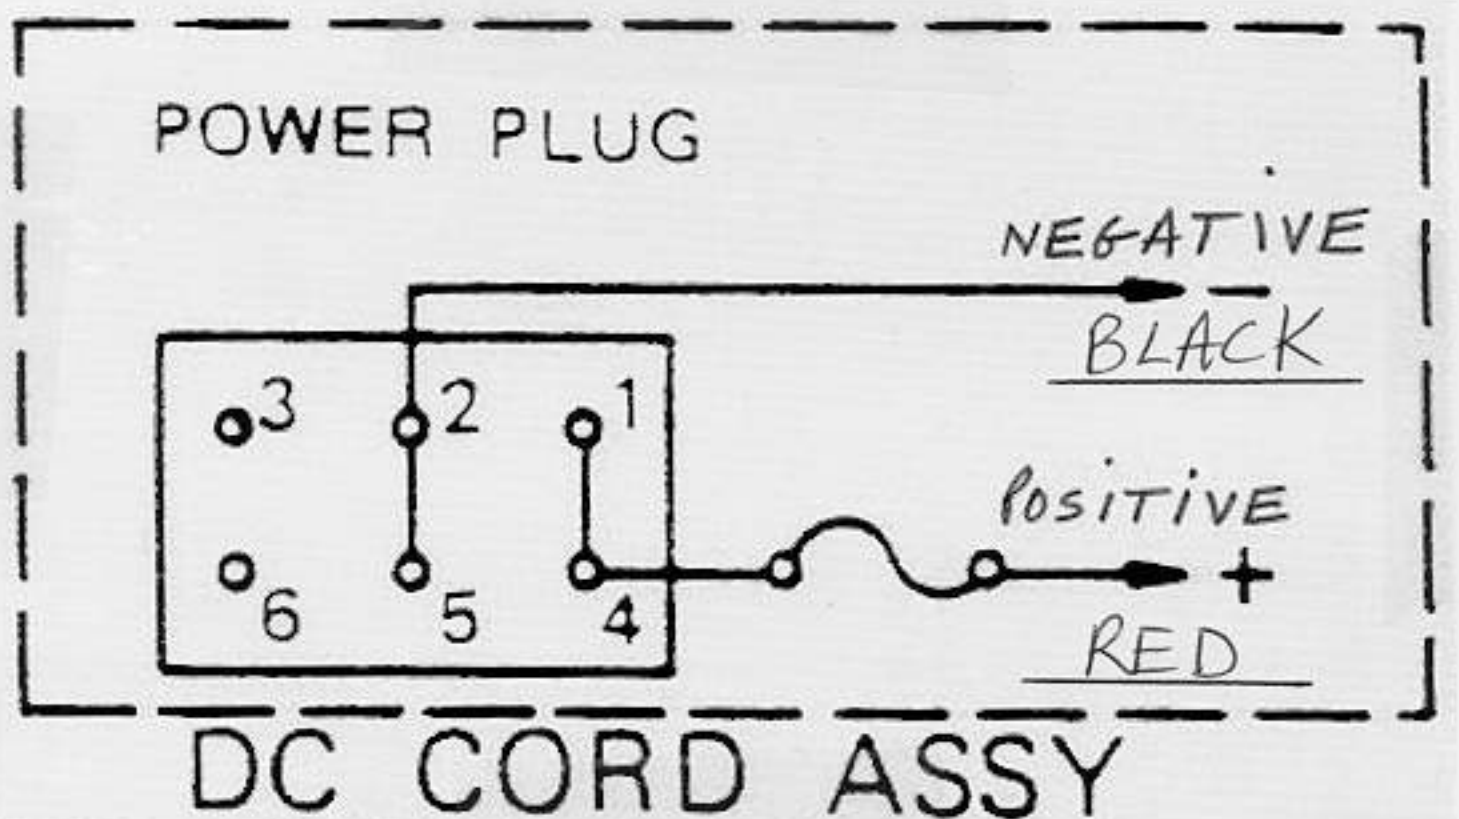 POWER PLUG
NEGATIVE
−
BLACK
3 2 1
POSITIVE
+
6 5 4
RED
DC CORD ASSY